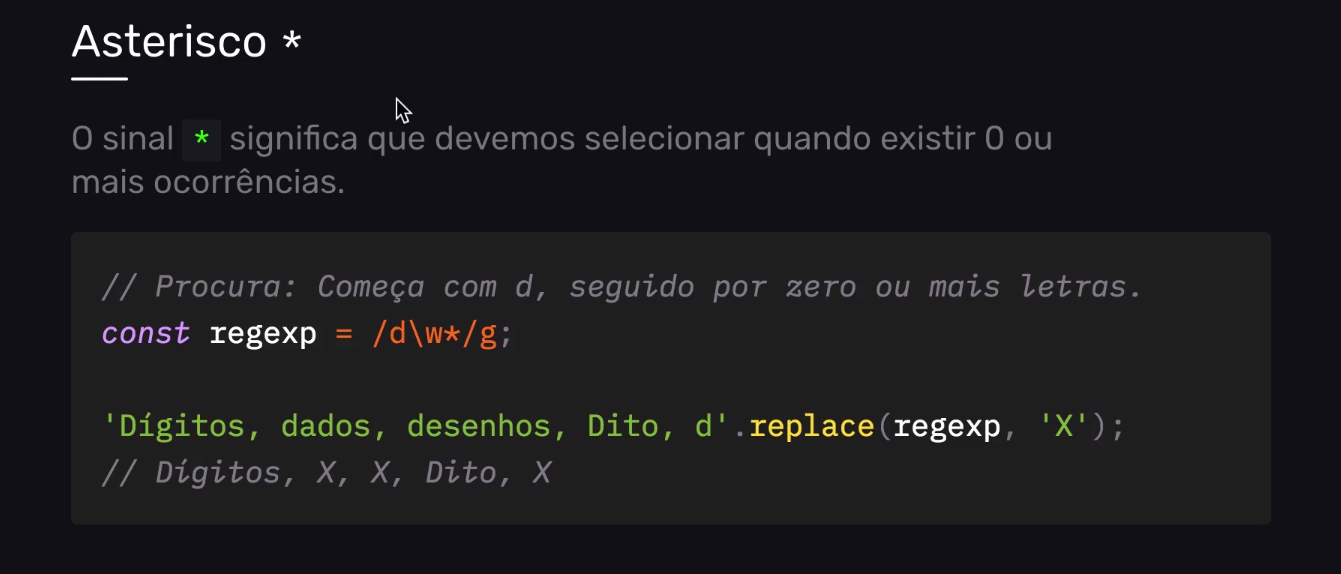 Asterisco *
O sinal * significa que devemos selecionar quando existir 0 ou
mais ocorrências.
// Procura: Começa com d, seguido por zero ou mais letras.
const regexp = /d\w*/g;
'Dígitos, dados, desenhos, Dito, d'.replace(regexp, 'X');
// Dígitos, X, X, Dito, X